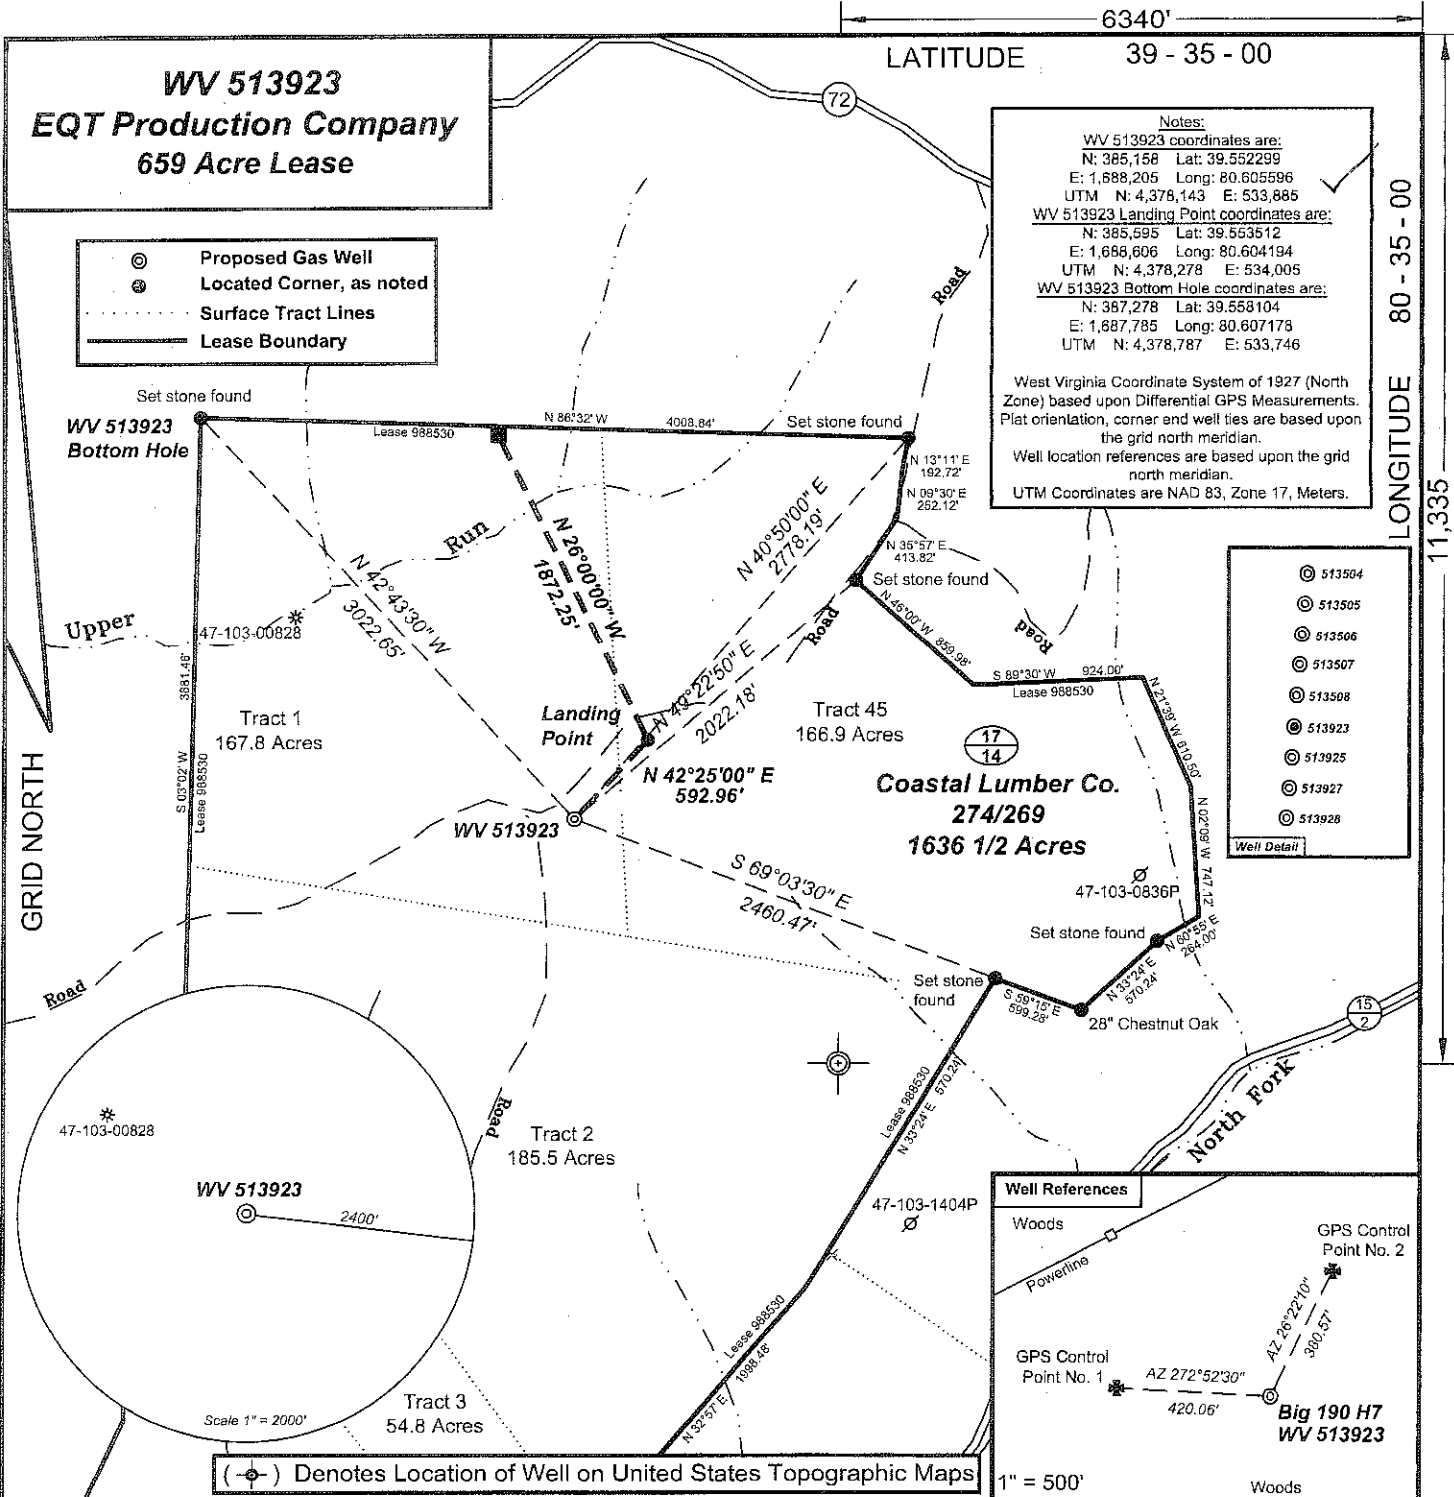 6340'
LATITUDE 39 - 35 - 00
WV 513923
EQT Production Company
659 Acre Lease
72
Notes:
WV 513923 coordinates are:
N: 385,158 Lat: 39.552299
E: 1,688,205 Long: 80.605596
UTM N: 4,378,143 E: 533,885
WV 513923 Landing Point coordinates are:
N: 385,595 Lat: 39.553512
E: 1,688,606 Long: 80.604194
UTM N: 4,378,278 E: 534,005
WV 513923 Bottom Hole coordinates are:
N: 387,278 Lat: 39.558104
E: 1,687,785 Long: 80.607178
UTM N: 4,378,787 E: 533,746
West Virginia Coordinate System of 1927 (North
Zone) based upon Differential GPS Measurements.
Plat orientation, corner end well ties are based upon
the grid north meridian.
Well location references are based upon the grid
north meridian.
UTM Coordinates are NAD 83, Zone 17, Meters.
LONGITUDE 80 - 35 - 00
11,335
Proposed Gas Well
Located Corner, as noted
Surface Tract Lines
Lease Boundary
Road
Set stone found
WV 513923
Bottom Hole
N 86°32' W 4008.84'
Lease 988530
Set stone found
N 13°11' E
192.72'
N 09°30' E
252.12'
N 35°57' E
413.82'
Set stone found
N 40°50'00" E
2778.19'
Upper Run
N 26°00'00" W
1872.25'
N 42°43'30" W
3022.65'
47-103-00828
3881.46'
S 03°02' W
Lease 988530
Road
Road
N 46°00' W 859.98'
S 89°30' W 924.00'
Lease 988530
N 21°39' W 610.50'
N 02°09' W 747.12'
Tract 1
167.8 Acres
Landing
Point
N 49°22'50" E
2022.18'
Tract 45
166.9 Acres
17
14
N 42°25'00" E
592.96'
Coastal Lumber Co.
274/269
1636 1/2 Acres
WV 513923
513504
513505
513506
513507
513508
513923
513925
513927
513928
Well Detail
GRID NORTH
S 69°03'30" E
2460.47'
47-103-0836P
Set stone found
N 60°55' E
264.00'
N 33°24' E
570.24'
Set stone
found
S 59°15' E
599.28'
28" Chestnut Oak
15
2
Road
North Fork
Road
Lease 988530
N 33°24' E 570.24'
47-103-00828
WV 513923
2400'
Scale 1" = 2000'
Tract 2
185.5 Acres
47-103-1404P
Lease 988530
N 32°57' E 1998.48'
Tract 3
54.8 Acres
Well References
Woods
Powerline
GPS Control
Point No. 2
AZ 26°22'10"
380.57'
GPS Control
Point No. 1
AZ 272°52'30"
420.06'
Big 190 H7
WV 513923
1" = 500'
Woods
( ) Denotes Location of Well on United States Topographic Maps